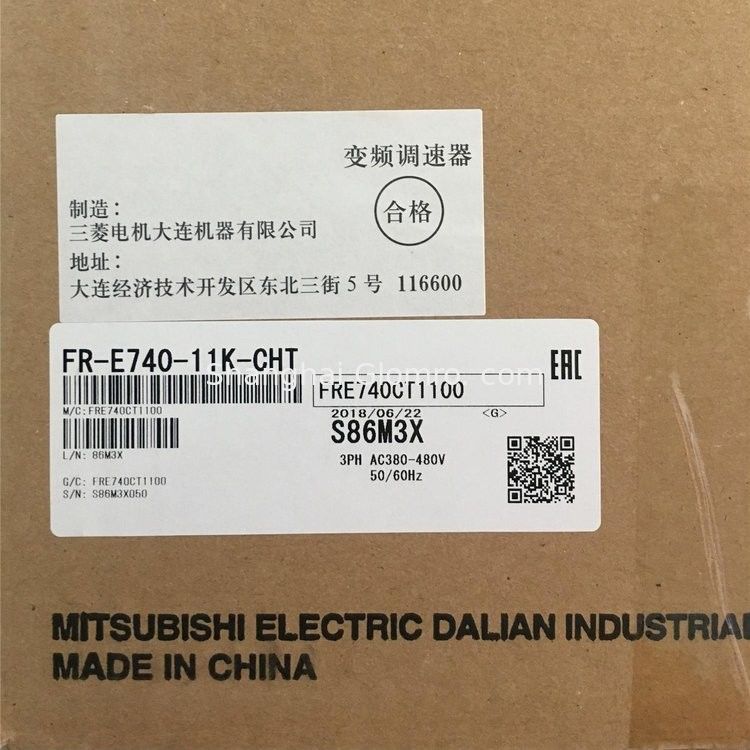 变频调速器
合格
制造：
三菱电机大连机器有限公司
地址：
大连经济技术开发区东北三街 5 号 116600
FR-E740-11K-CHT
EAC
Shanghai Glomro. com
FRE740CT1100
M/C: FRE740CT1100
2018/06/22 <G>
S86M3X
L/N: 86M3X
3PH AC380-480V
50/60Hz
G/C: FRE740CT1100
S/N: S86M3X050
MITSUBISHI ELECTRIC DALIAN INDUSTRIAL
MADE IN CHINA